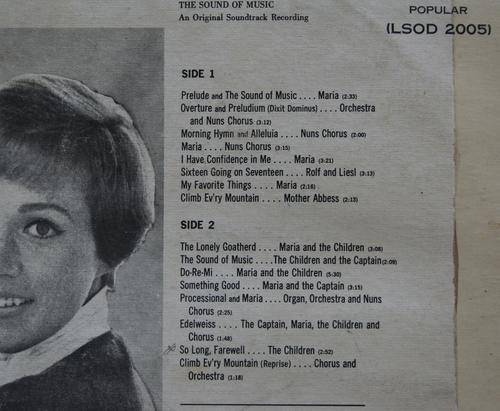 THE SOUND OF MUSIC
An Original Soundtrack Recording
POPULAR
(LSOD 2005)
SIDE 1
Prelude and The Sound of Music . . . . Maria (2:33)
Overture and Preludium (Dixit Dominus) . . . . Orchestra
and Nuns Chorus (3:12)
Morning Hymn and Alleluia . . . . Nuns Chorus (2:00)
Maria . . . . Nuns Chorus (3:15)
I Have Confidence in Me . . . . Maria (3:21)
Sixteen Going on Seventeen . . . . Rolf and Liesl (3:13)
My Favorite Things . . . . Maria (2:16)
Climb Ev'ry Mountain . . . . Mother Abbess (2:13)
SIDE 2
The Lonely Goatherd . . . . Maria and the Children (3:08)
The Sound of Music . . . . The Children and the Captain (2:09)
Do-Re-Mi . . . . Maria and the Children (5:30)
Something Good . . . . Maria and the Captain (3:15)
Processional and Maria . . . . Organ, Orchestra and Nuns
Chorus (2:25)
Edelweiss . . . . The Captain, Maria, the Children and
Chorus (1:48)
So Long, Farewell . . . . The Children (2:52)
Climb Ev'ry Mountain (Reprise) . . . . Chorus and
Orchestra (1:18)